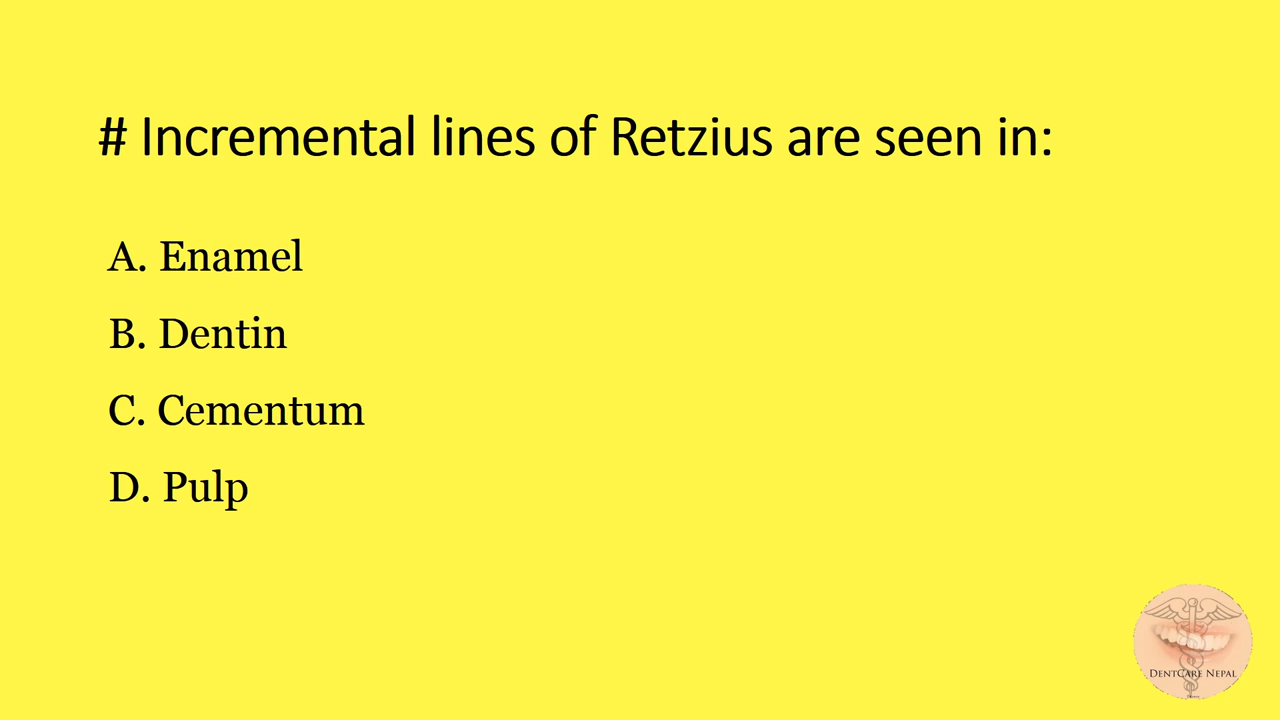 # Incremental lines of Retzius are seen in:
A. Enamel
B. Dentin
C. Cementum
D. Pulp
DentCare Nepal